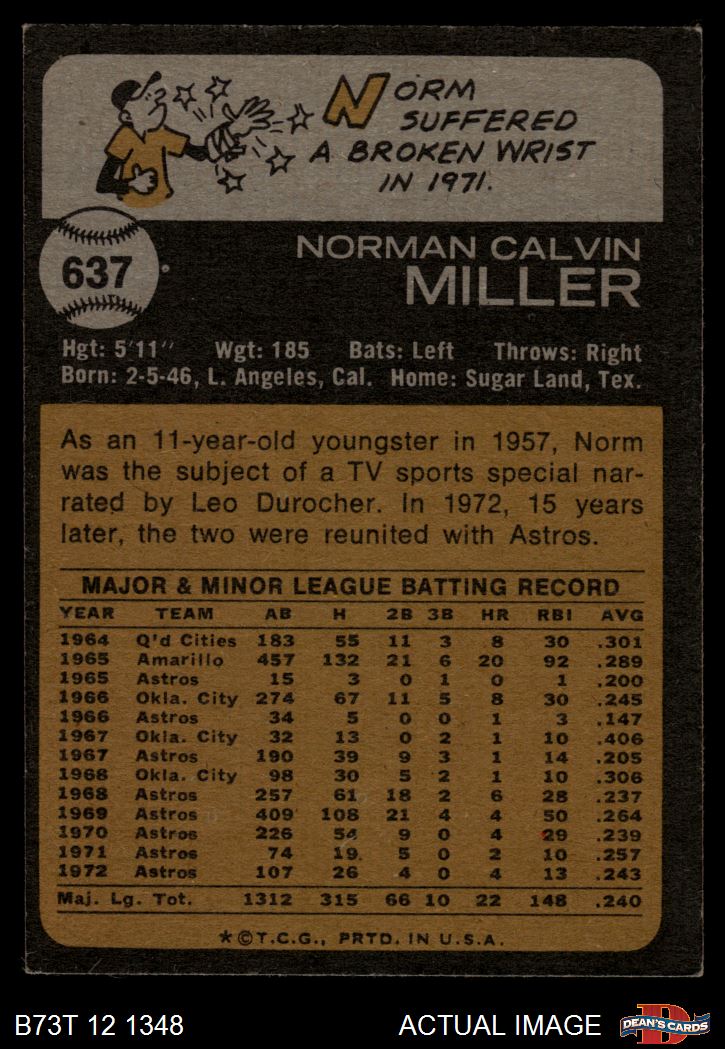 NORM
SUFFERED
A BROKEN WRIST
IN 1971.
637
NORMAN CALVIN
MILLER
Hgt: 5'11" Wgt: 185 Bats: Left Throws: Right
Born: 2-5-46, L. Angeles, Cal. Home: Sugar Land, Tex.
As an 11-year-old youngster in 1957, Norm
was the subject of a TV sports special nar-
rated by Leo Durocher. In 1972, 15 years
later, the two were reunited with Astros.
MAJOR & MINOR LEAGUE BATTING RECORD
YEAR TEAM AB H 2B 3B HR RBI AVG
1964 Q'd Cities 183 55 11 3 8 30 .301
1965 Amarillo 457 132 21 6 20 92 .289
1965 Astros 15 3 0 1 0 1 .200
1966 Okla. City 274 67 11 5 8 30 .245
1966 Astros 34 5 0 0 1 3 .147
1967 Okla. City 32 13 0 2 1 10 .406
1967 Astros 190 39 9 3 1 14 .205
1968 Okla. City 98 30 5 2 1 10 .306
1968 Astros 257 61 18 2 6 28 .237
1969 Astros 409 108 21 4 4 50 .264
1970 Astros 226 54 9 0 4 29 .239
1971 Astros 74 19 5 0 2 10 .257
1972 Astros 107 26 4 0 4 13 .243
Maj. Lg. Tot. 1312 315 66 10 22 148 .240
*©T.C.G., PRTD. IN U.S.A.
B73T 12 1348 ACTUAL IMAGE DEAN'S CARDS